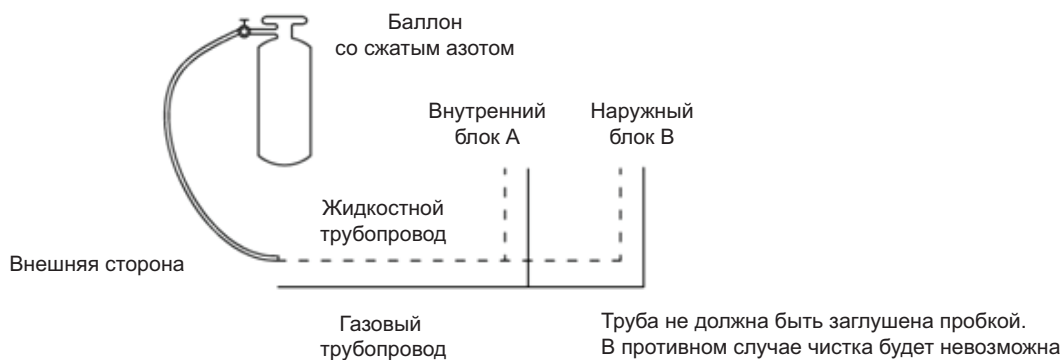 Баллон
со сжатым азотом
Внутренний
блок А
Наружный
блок В
Жидкостной
трубопровод
Внешняя сторона
Газовый
трубопровод
Труба не должна быть заглушена пробкой.
В противном случае чистка будет невозможна